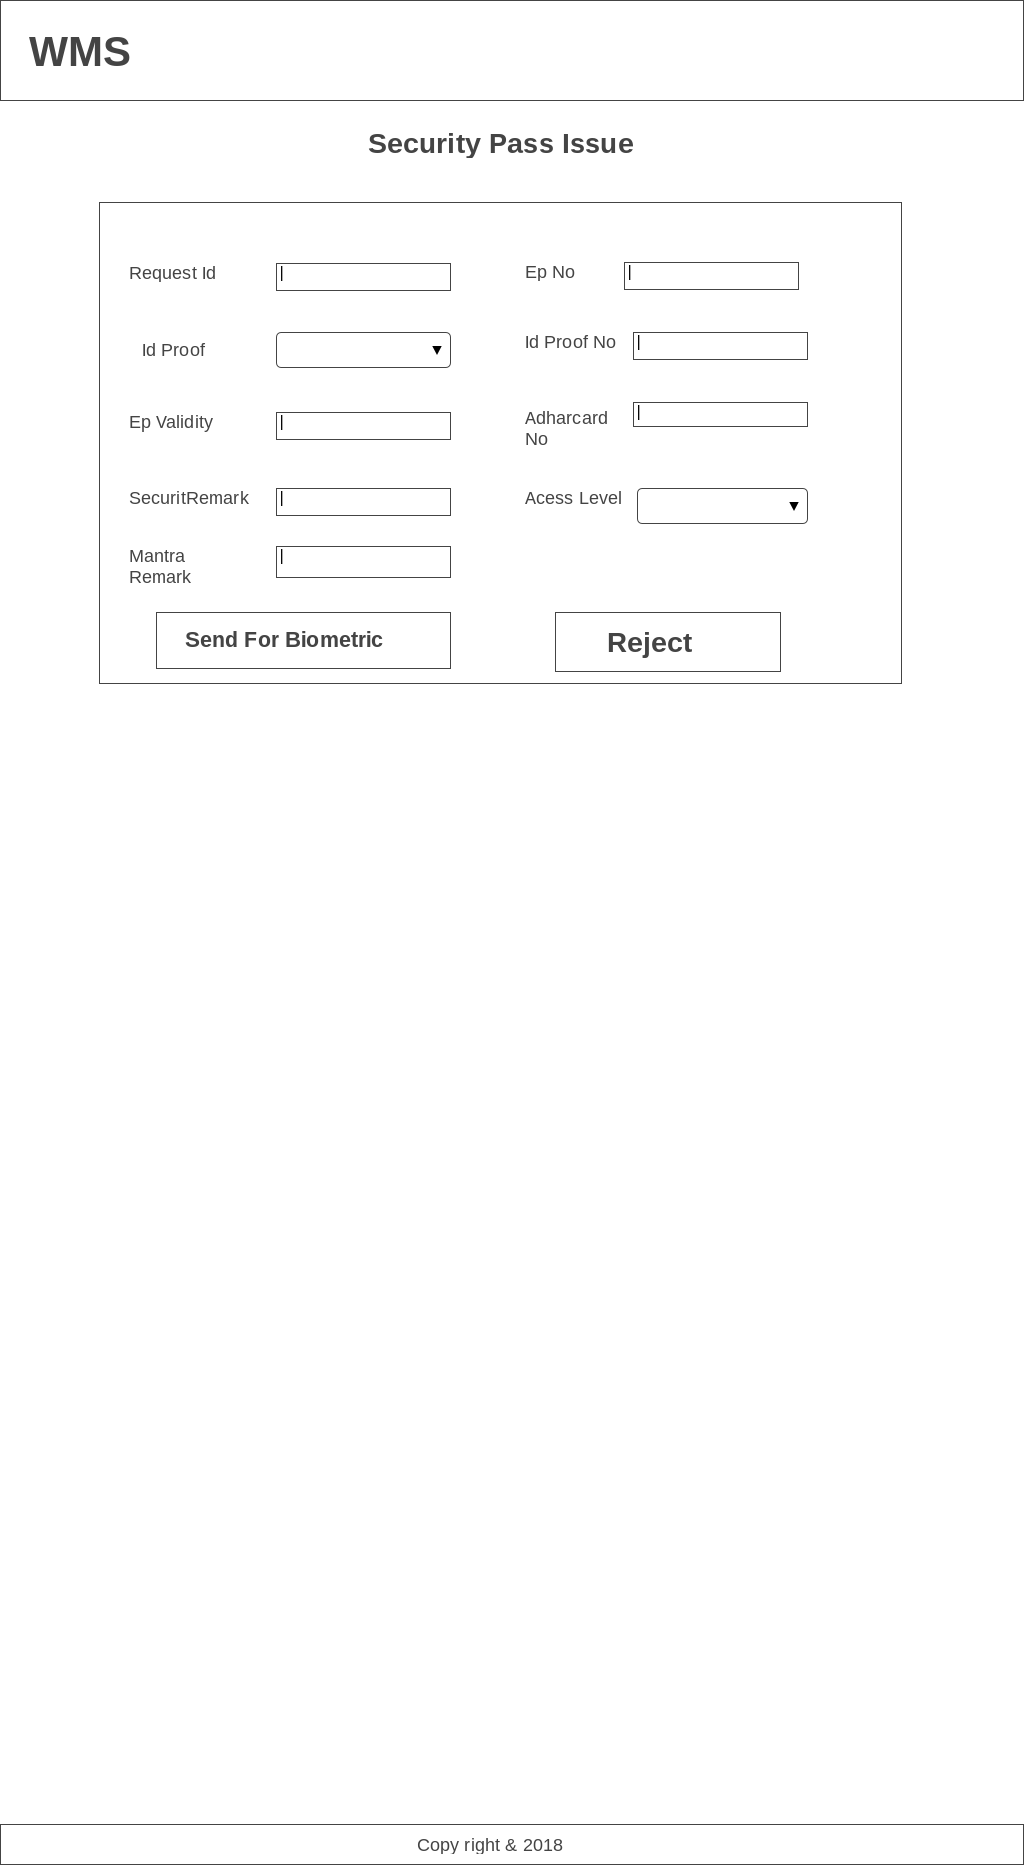 WMS
Security Pass Issue
Request Id
Ep No
Id Proof
Id Proof No
Ep Validity
Adharcard
No
SecuritRemark
Acess Level
Mantra
Remark
Send For Biometric
Reject
Copy right & 2018